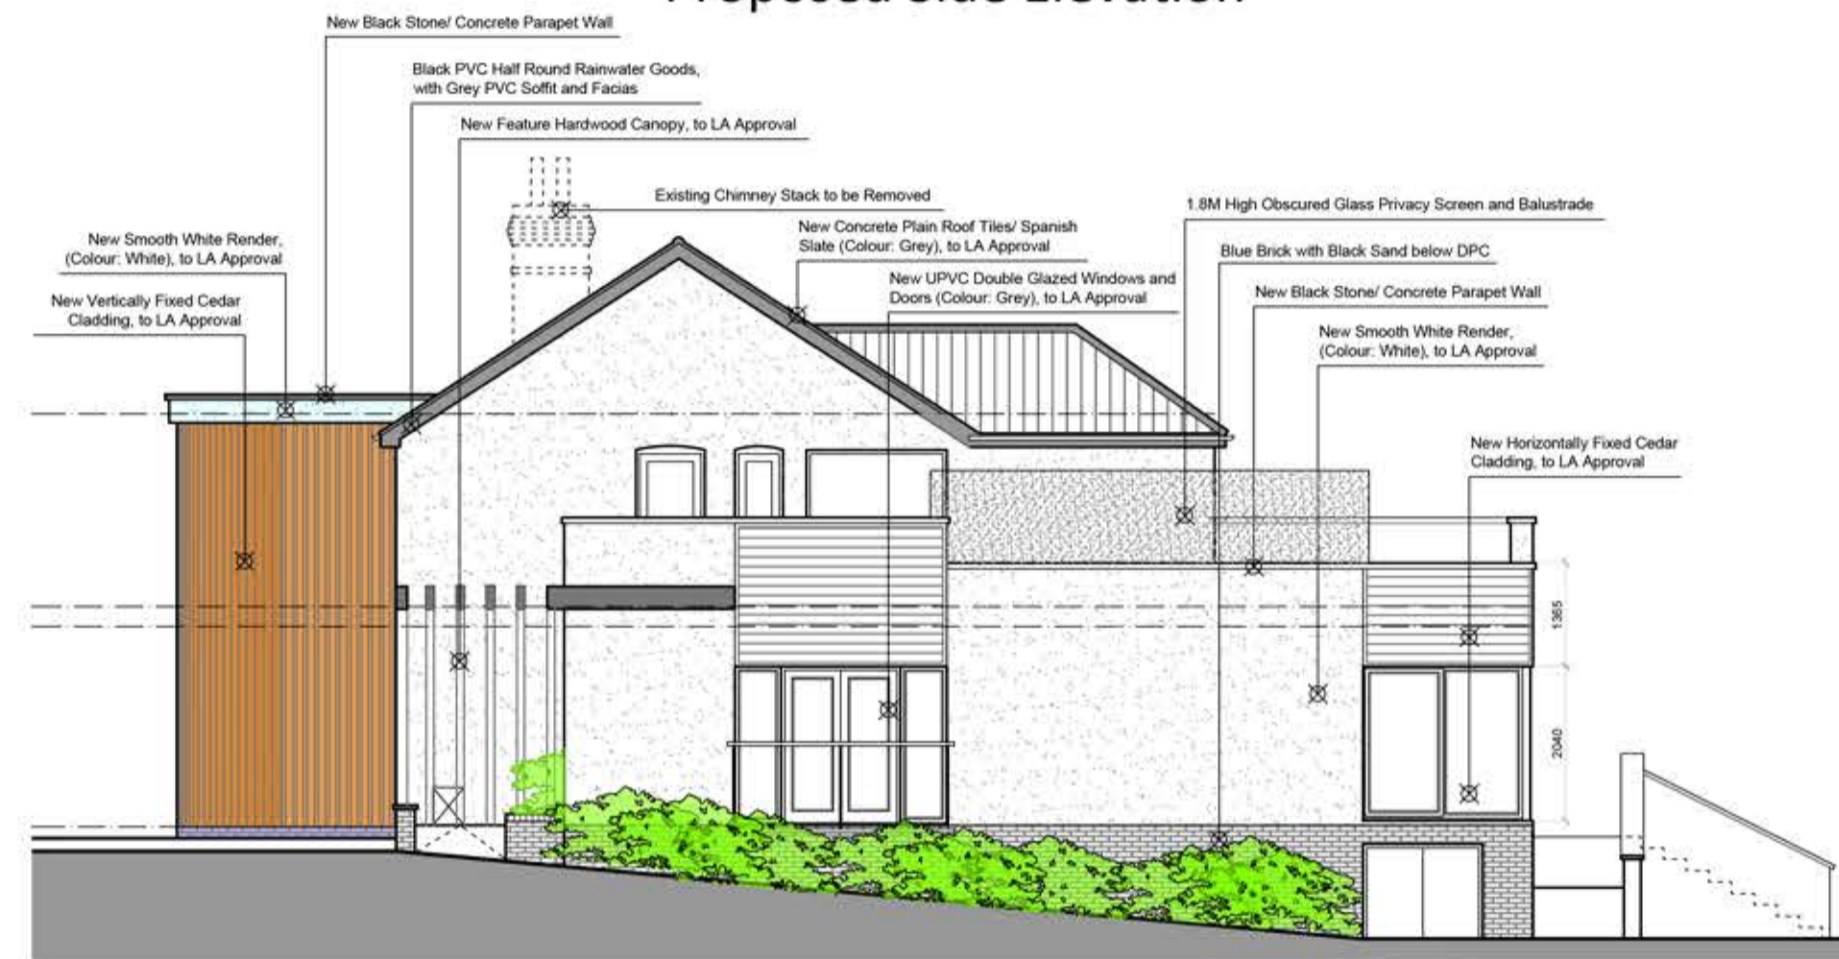 Proposed Side Elevation
New Black Stone/ Concrete Parapet Wall
Black PVC Half Round Rainwater Goods,
with Grey PVC Soffit and Facias
New Feature Hardwood Canopy, to LA Approval
Existing Chimney Stack to be Removed
New Smooth White Render,
(Colour: White), to LA Approval
New Vertically Fixed Cedar
Cladding, to LA Approval
New Concrete Plain Roof Tiles/ Spanish
Slate (Colour: Grey), to LA Approval
New UPVC Double Glazed Windows and
Doors (Colour: Grey), to LA Approval
1.8M High Obscured Glass Privacy Screen and Balustrade
Blue Brick with Black Sand below DPC
New Black Stone/ Concrete Parapet Wall
New Smooth White Render,
(Colour: White), to LA Approval
New Horizontally Fixed Cedar
Cladding, to LA Approval
1365
2040